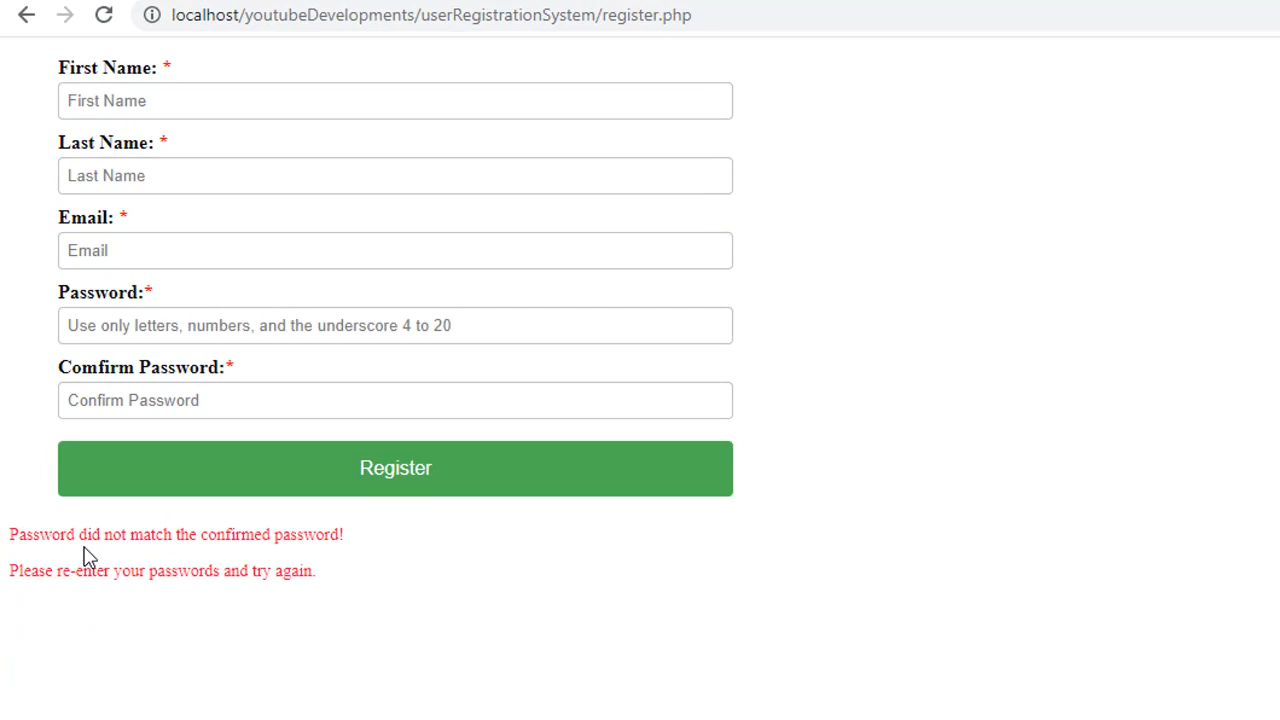 localhost/youtubeDevelopments/userRegistrationSystem/register.php
First Name: *
First Name
Last Name: *
Last Name
Email: *
Email
Password:*
Use only letters, numbers, and the underscore 4 to 20
Comfirm Password:*
Confirm Password
Register
Password did not match the confirmed password!
Please re-enter your passwords and try again.